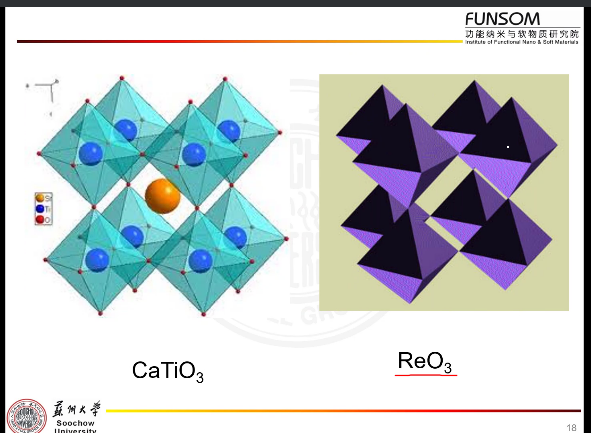 FUNSOM
功能纳米与软物质研究院
Institute of Functional Nano & Soft Materials
Ti
O
CaTiO₃
ReO₃
蘇州大學
Soochow
University
18